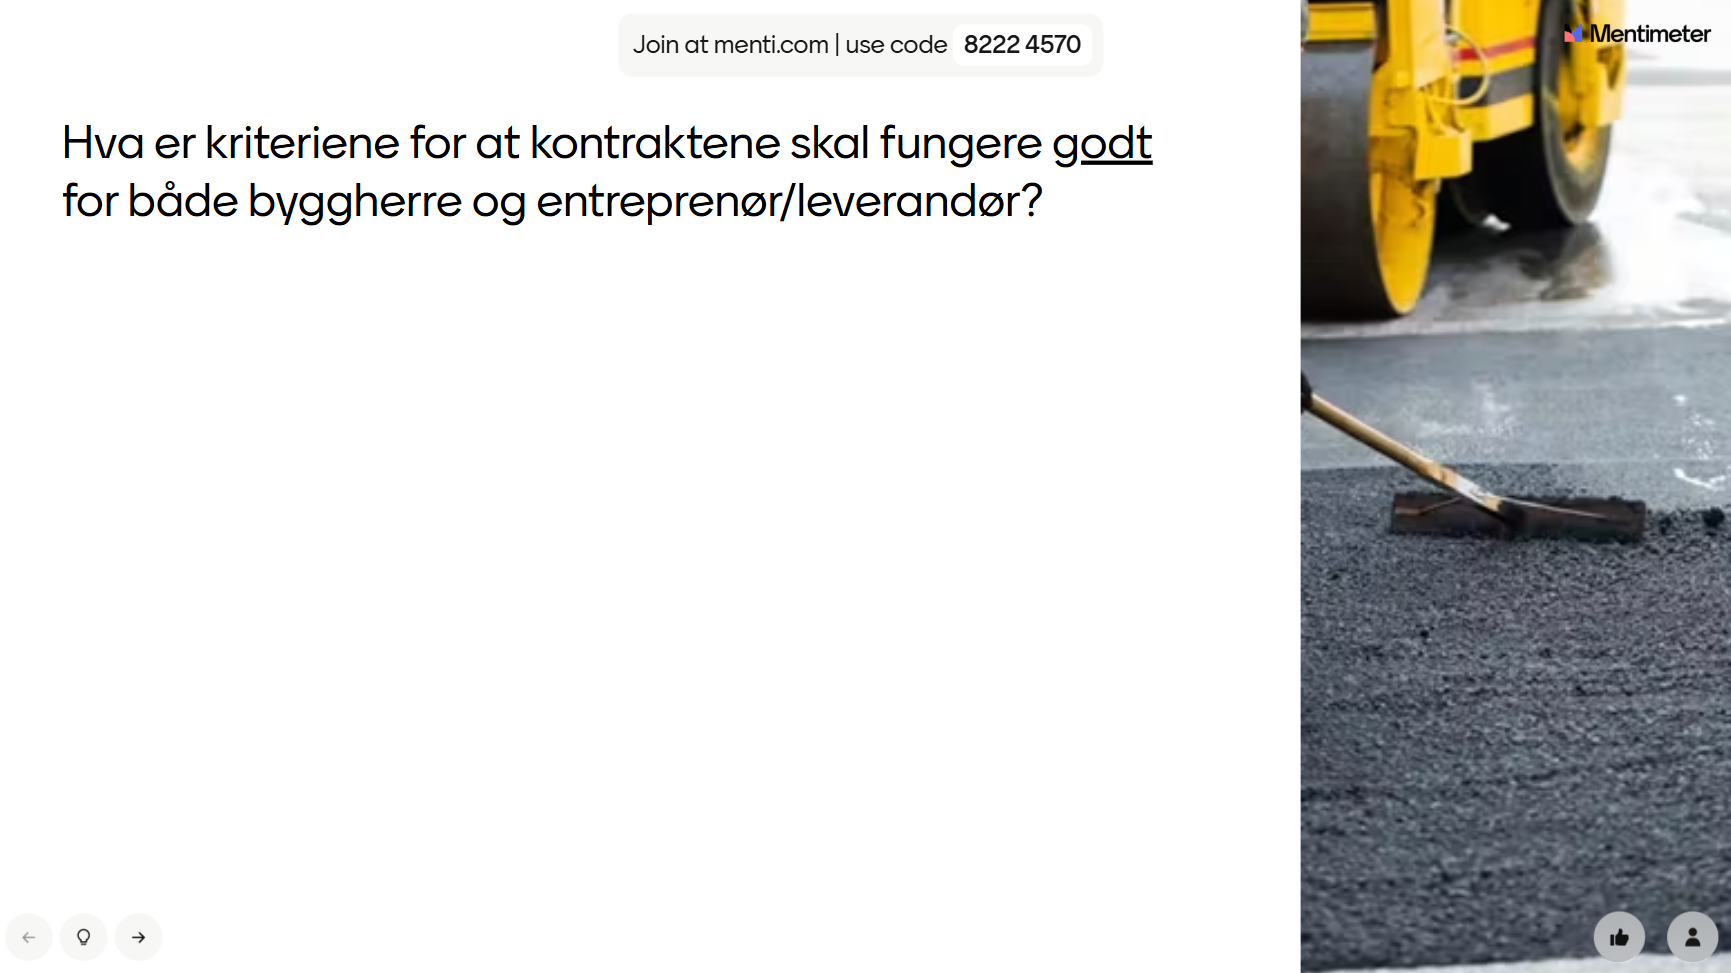 Join at menti.com | use code 8222 4570
Mentimeter
Hva er kriteriene for at kontraktene skal fungere godt
for både byggherre og entreprenør/leverandør?